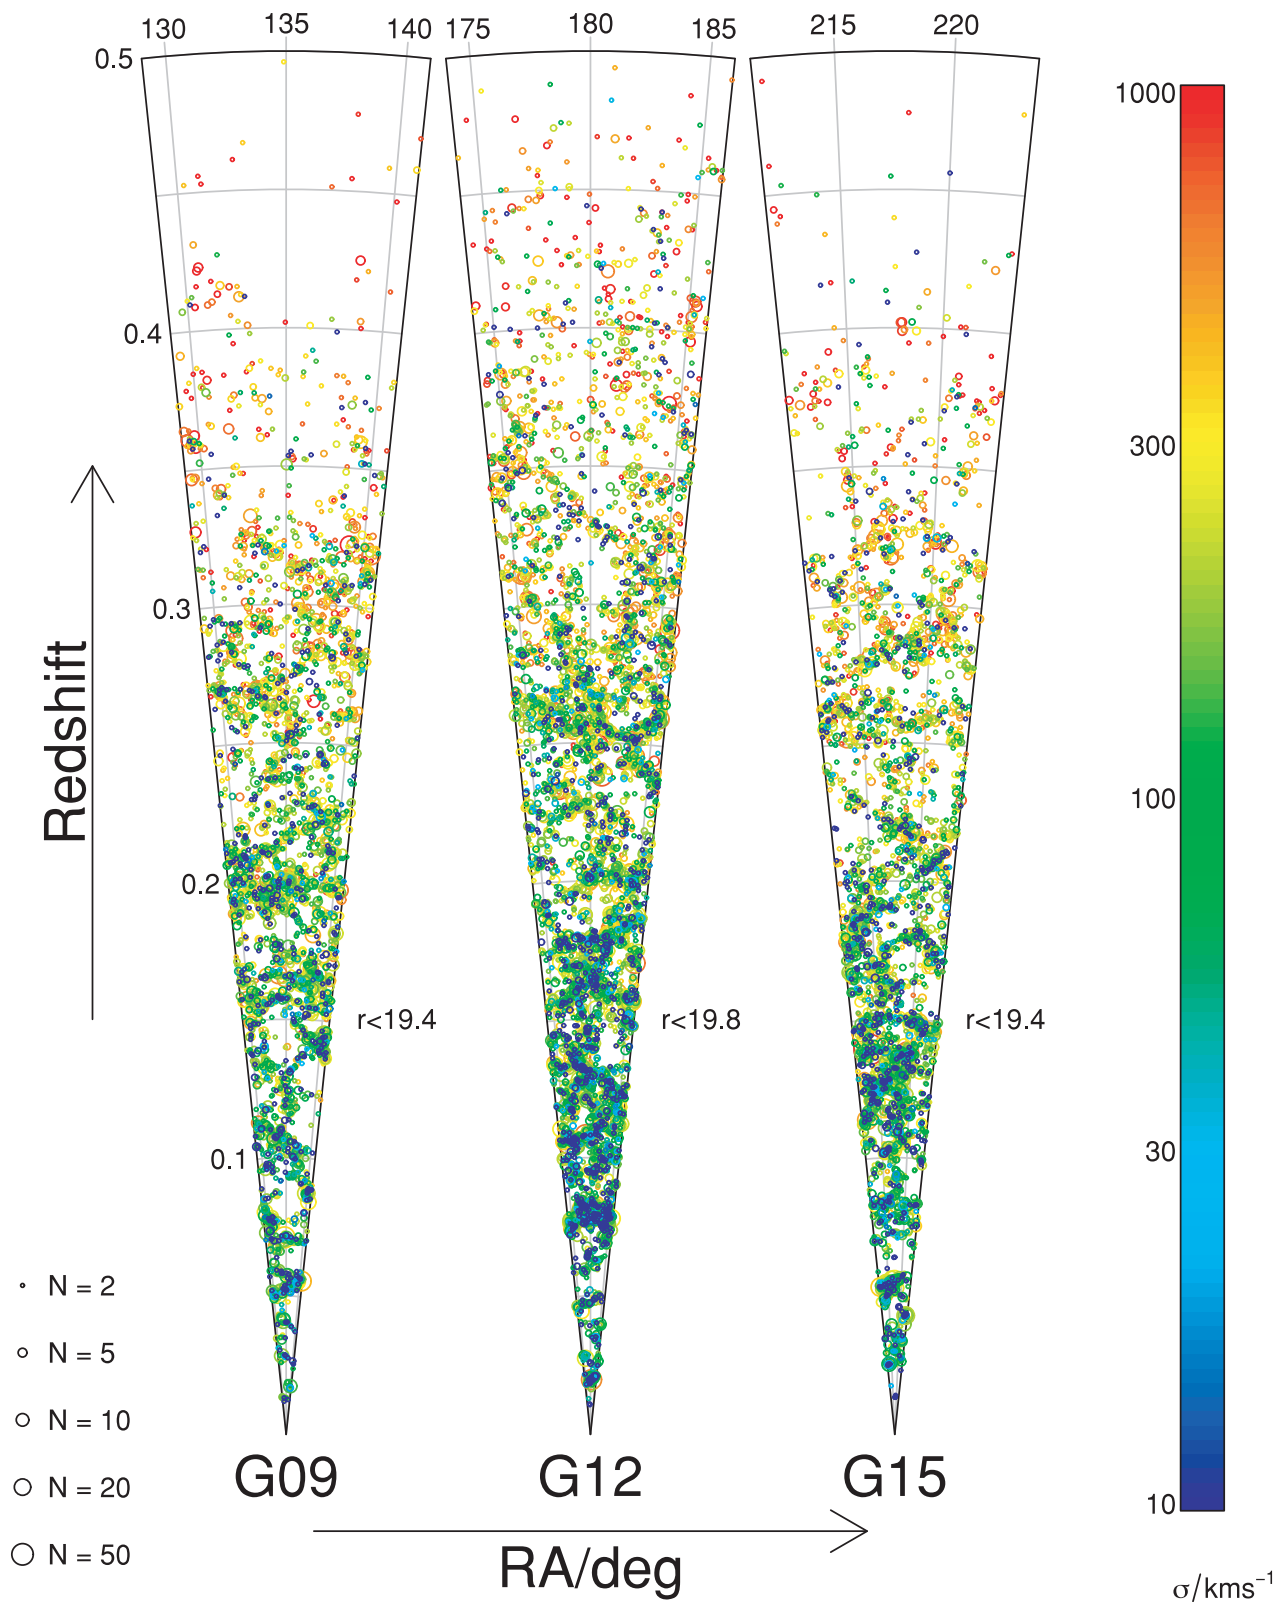 130 135 140 175 180 185 215 220
0.5
0.4
0.3
0.2
0.1
Redshift
1000
300
100
30
10
σ/kms⁻¹
r<19.4 r<19.8 r<19.4
N = 2
N = 5
N = 10
N = 20
N = 50
G09 G12 G15
RA/deg